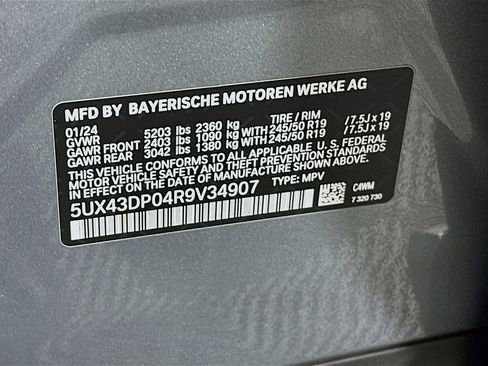 MFD BY BAYERISCHE MOTOREN WERKE AG
01/24 TIRE / RIM
GVWR 5203 lbs 2360 kg
GAWR FRONT 2403 lbs 1090 kg WITH 245/50 R19 / 7.5J x 19
GAWR REAR 3042 lbs 1380 kg WITH 245/50 R19 / 7.5J x 19
THIS VEHICLE CONFORMS TO ALL APPLICABLE U.S. FEDERAL
MOTOR VEHICLE SAFETY AND THEFT PREVENTION STANDARDS
IN EFFECT ON THE DATE OF MANUFACTURE SHOWN ABOVE.
5UX43DP04R9V34907 TYPE: MPV
C4WM
7 320 730